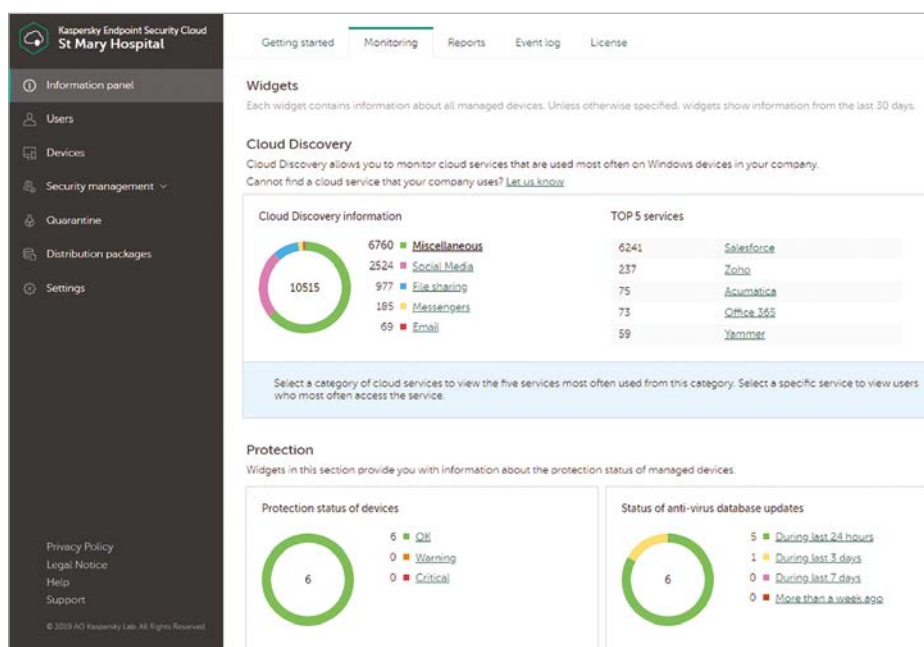 Kaspersky Endpoint Security Cloud
St Mary Hospital
Information panel
Users
Devices
Security management
Quarantine
Distribution packages
Settings
Privacy Policy
Legal Notice
Help
Support
© 2019 AO Kaspersky Lab. All Rights Reserved.
Getting started Monitoring Reports Event log License
Widgets
Each widget contains information about all managed devices. Unless otherwise specified, widgets show information from the last 30 days.
Cloud Discovery
Cloud Discovery allows you to monitor cloud services that are used most often on Windows devices in your company.
Cannot find a cloud service that your company uses? Let us know
Cloud Discovery information
10515
6760 Miscellaneous
2524 Social Media
977 File sharing
185 Messengers
69 Email
TOP 5 services
6241 Salesforce
237 Zoho
75 Acumatica
73 Office 365
59 Yammer
Select a category of cloud services to view the five services most often used from this category. Select a specific service to view users
who most often access the service.
Protection
Widgets in this section provide you with information about the protection status of managed devices.
Protection status of devices
6
6 OK
0 Warning
0 Critical
Status of anti-virus database updates
6
5 During last 24 hours
1 During last 3 days
0 During last 7 days
0 More than a week ago